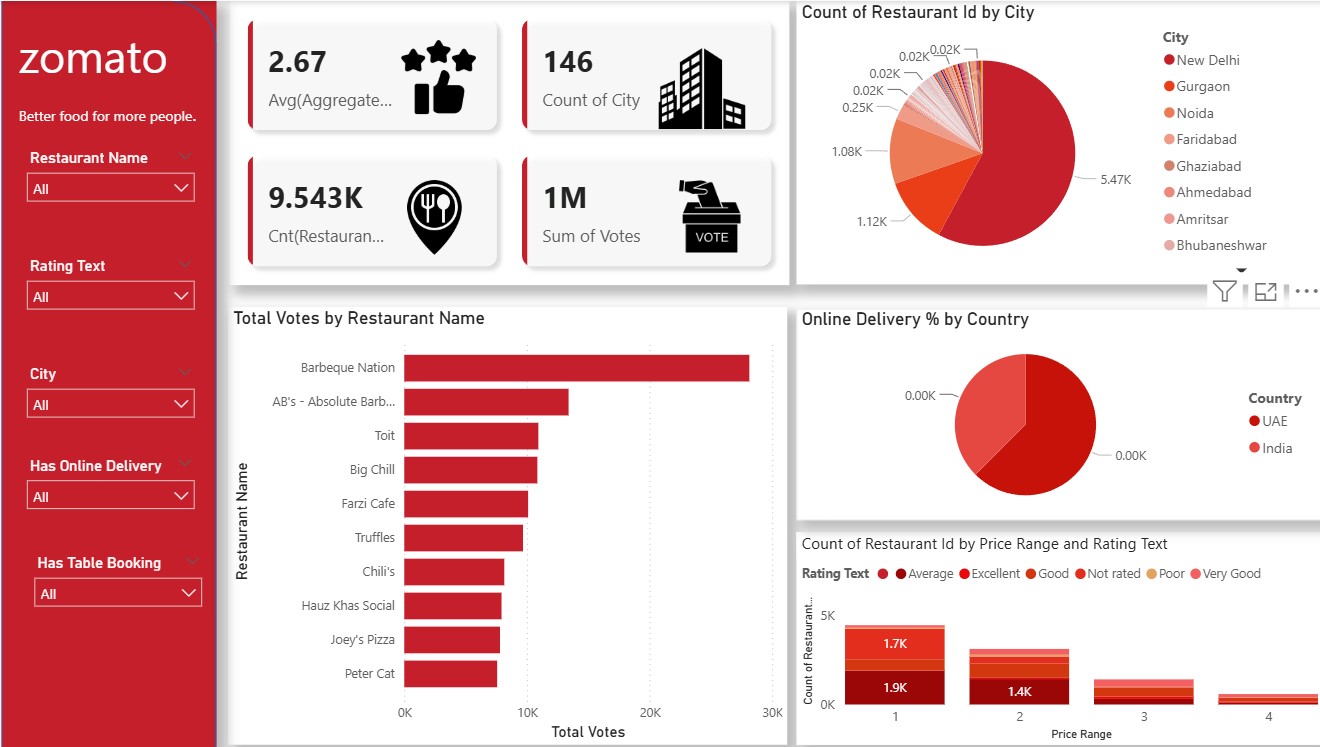 zomato
Better food for more people.
Restaurant Name
All
Rating Text
All
City
All
Has Online Delivery
All
Has Table Booking
All
2.67
Avg(Aggregate...
146
Count of City
9.543K
Cnt(Restauran...
1M
Sum of Votes
VOTE
Count of Restaurant Id by City
0.02K
0.02K
0.02K
0.02K
0.25K
1.08K
1.12K
5.47K
City
New Delhi
Gurgaon
Noida
Faridabad
Ghaziabad
Ahmedabad
Amritsar
Bhubaneshwar
Total Votes by Restaurant Name
Restaurant Name
Barbeque Nation
AB's - Absolute Barb...
Toit
Big Chill
Farzi Cafe
Truffles
Chili's
Hauz Khas Social
Joey's Pizza
Peter Cat
0K 10K 20K 30K
Total Votes
Online Delivery % by Country
0.00K
0.00K
Country
UAE
India
Count of Restaurant Id by Price Range and Rating Text
Rating Text Average Excellent Good Not rated Poor Very Good
Count of Restaurant...
5K
0K
1.7K
1.9K
1.4K
1 2 3 4
Price Range